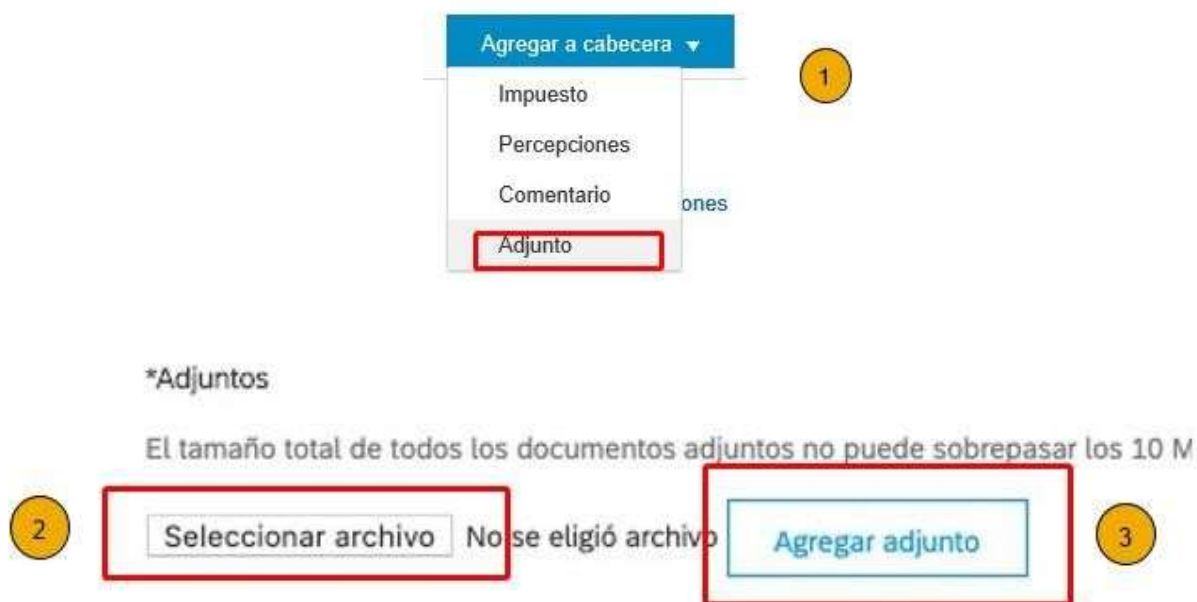 Agregar a cabecera
1
Impuesto
Percepciones
Comentario
ones
Adjunto
*Adjuntos
El tamaño total de todos los documentos adjuntos no puede sobrepasar los 10 M
2
Seleccionar archivo No se eligió archivo Agregar adjunto
3